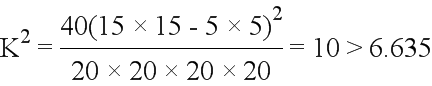 K² = 40(15 × 15 - 5 × 5)² / 20 × 20 × 20 × 20 = 10 > 6.635